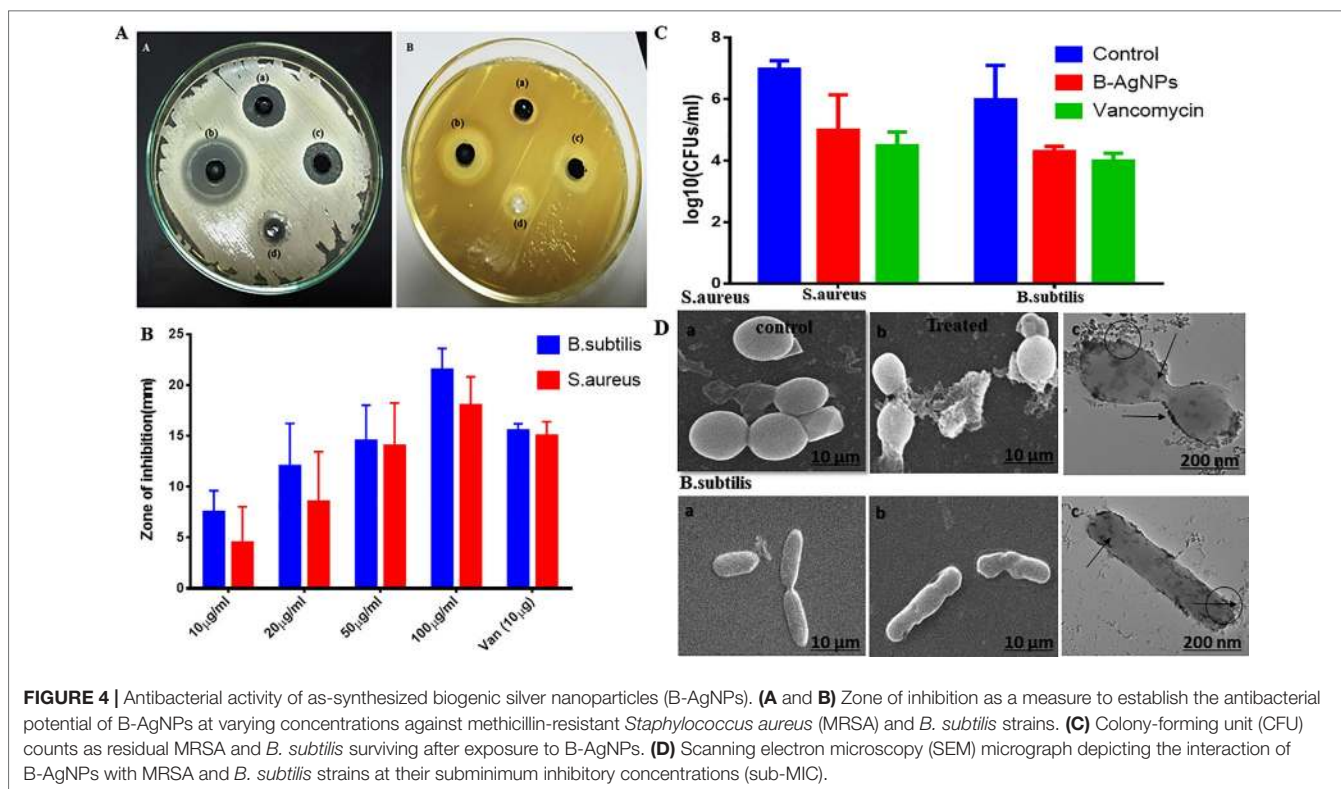 A
A
(a)
(b)
(c)
(d)
B
(a)
(b)
(c)
(d)
C
8
6
4
2
0
log10(CFUs/ml)
Control
B-AgNPs
Vancomycin
S.aureus
B.subtilis
B
25
20
15
10
5
0
Zone of inhibition(mm)
B.subtilis
S.aureus
10µg/ml
20µg/ml
50µg/ml
100µg/ml
Van (10µg)
S.aureus
D
a
control
10 µm
b
Treated
10 µm
c
200 nm
B.subtilis
a
10 µm
b
10 µm
c
200 nm
FIGURE 4 | Antibacterial activity of as-synthesized biogenic silver nanoparticles (B-AgNPs). (A and B) Zone of inhibition as a measure to establish the antibacterial
potential of B-AgNPs at varying concentrations against methicillin-resistant Staphylococcus aureus (MRSA) and B. subtilis strains. (C) Colony-forming unit (CFU)
counts as residual MRSA and B. subtilis surviving after exposure to B-AgNPs. (D) Scanning electron microscopy (SEM) micrograph depicting the interaction of
B-AgNPs with MRSA and B. subtilis strains at their subminimum inhibitory concentrations (sub-MIC).